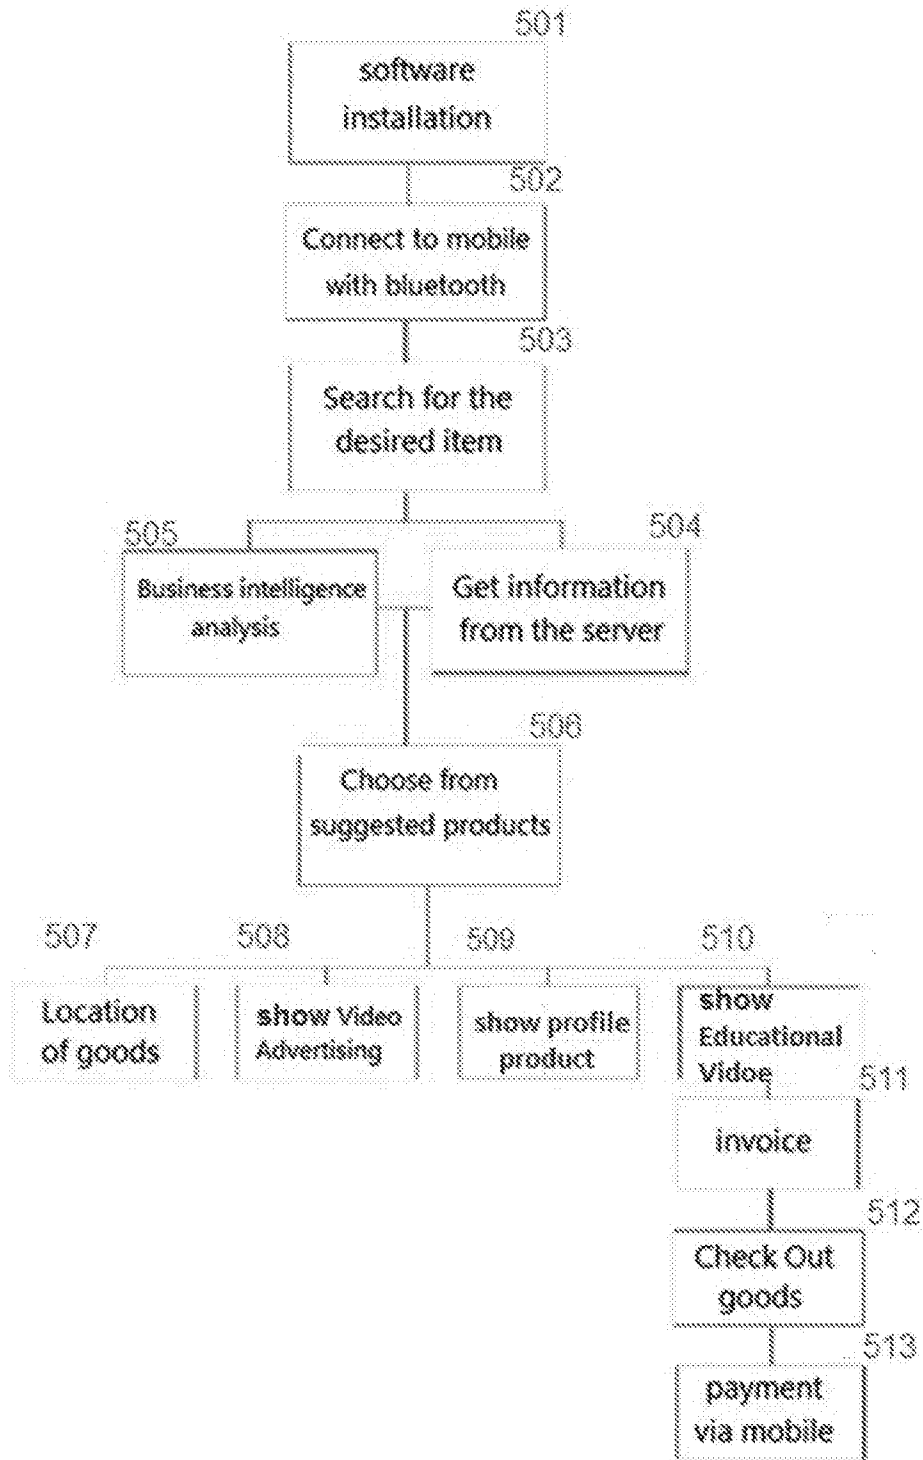 501
software
installation
502
Connect to mobile
with bluetooth
503
Search for the
desired item
505
Business intelligence
analysis
504
Get information
from the server
506
Choose from
suggested products
507
Location
of goods
508
show Video
Advertising
509
show profile
product
510
show
Educational
Vidoe
511
invoice
512
Check Out
goods
513
payment
via mobile